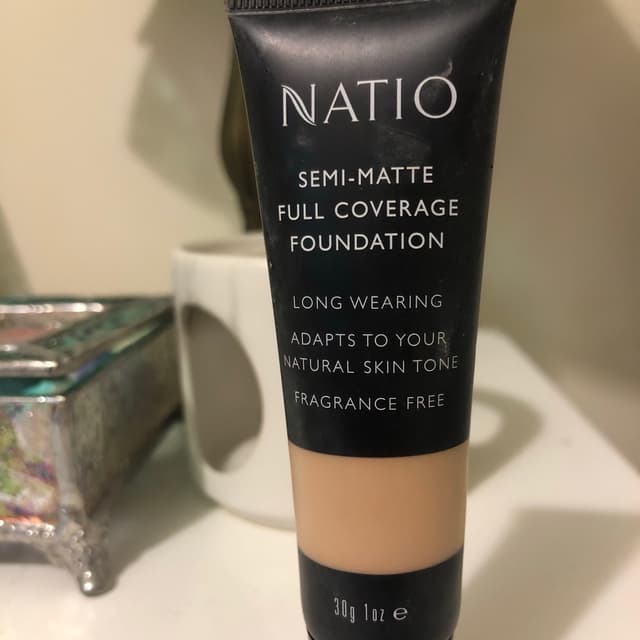 NATIO
SEMI-MATTE
FULL COVERAGE
FOUNDATION
LONG WEARING
ADAPTS TO YOUR
NATURAL SKIN TONE
FRAGRANCE FREE
30g 1oz ℮